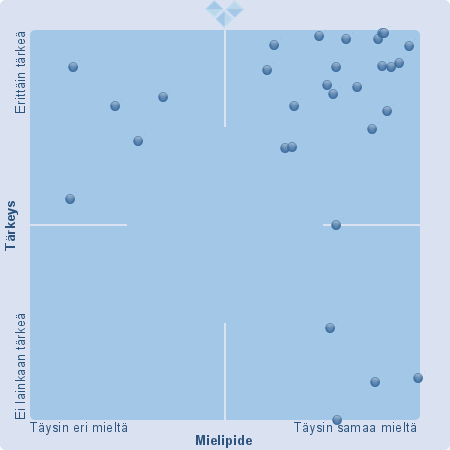 Erittäin tärkeä
Tärkeys
Ei lainkaan tärkeä
Täysin eri mieltä
Täysin samaa mieltä
Mielipide